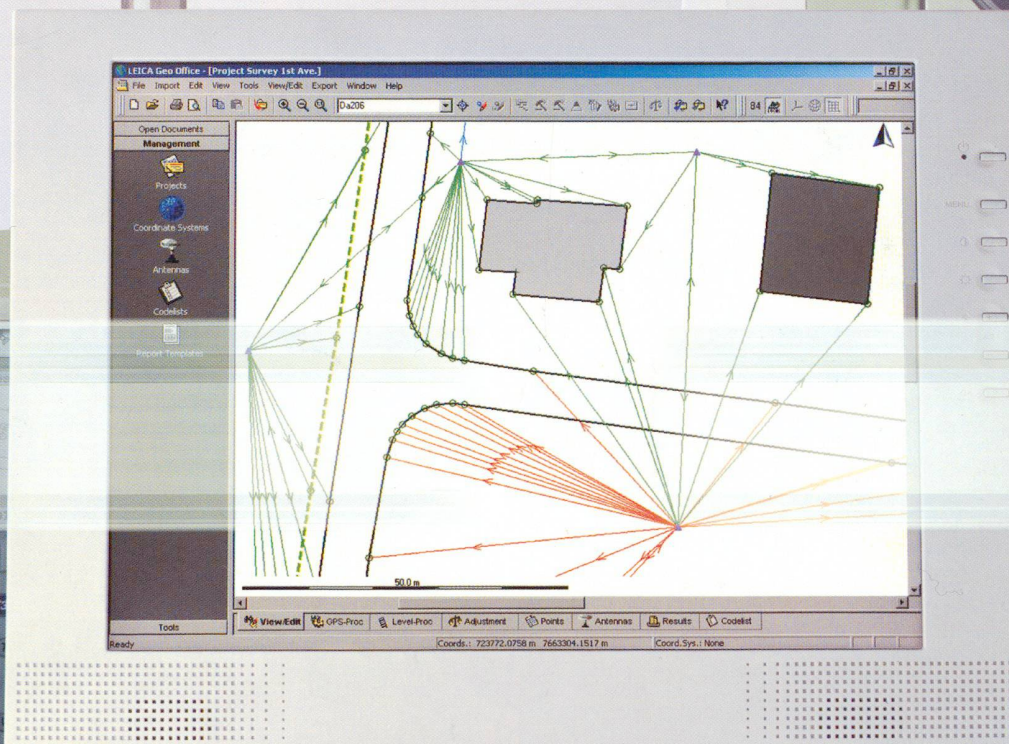 LEICA Geo Office - [Project Survey 1st Ave.]
File Import Edit View Tools View/Edit Export Window Help
Da206
84
Open Documents
Management
Projects
Coordinate Systems
Antennas
Codelists
Report Templates
Tools
50.0 m
View/Edit GPS-Proc Level-Proc Adjustment Points Antennas Results Codelist
Ready Coords.: 723772.0758 m 7663304.1517 m Coord.Sys.: None
MENU